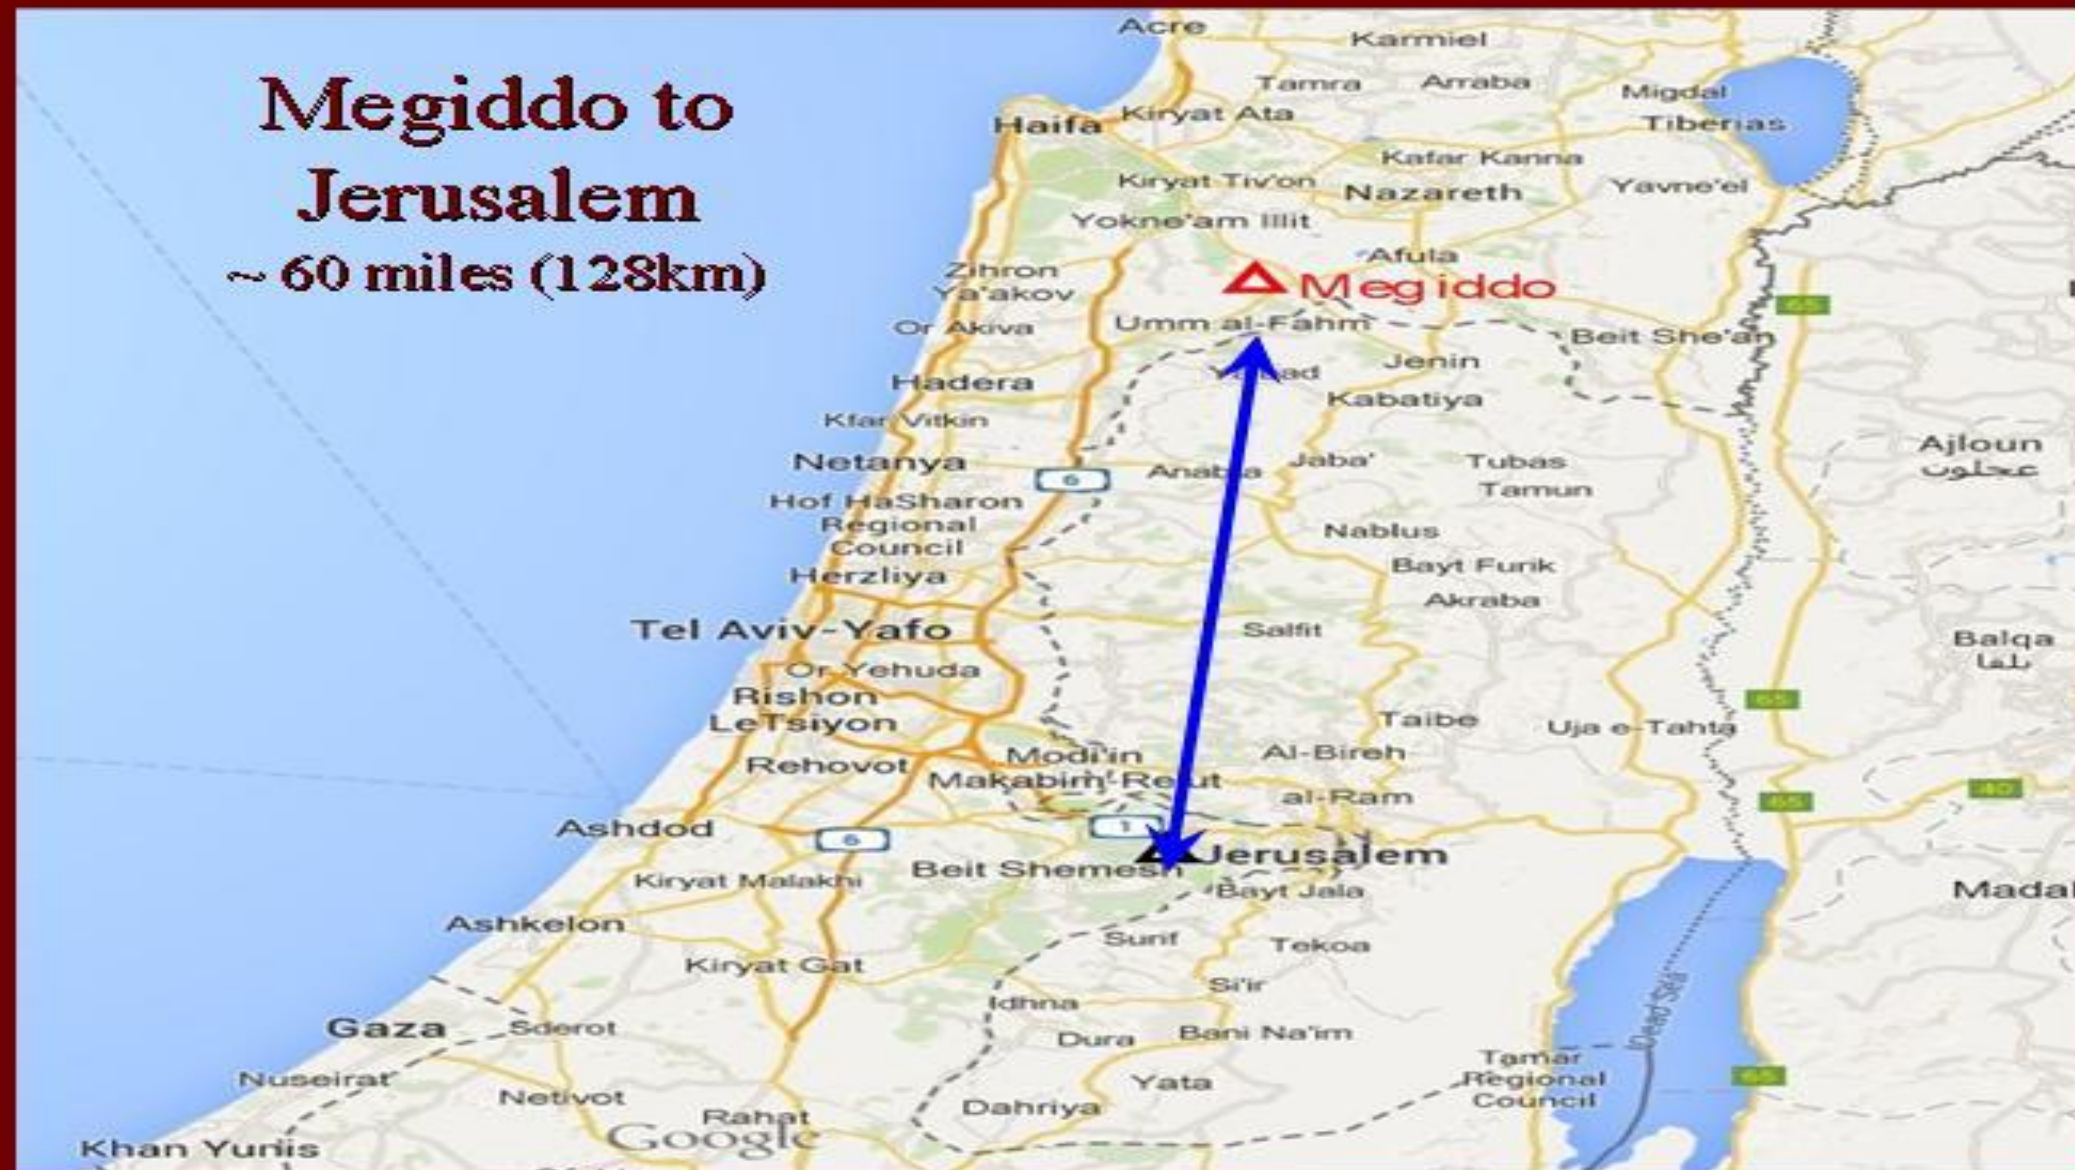 Megiddo to
Jerusalem
~ 60 miles (128km)
Acre
Karmiel
Tamra
Arraba
Migdal
Haifa
Kiryat Ata
Tiberias
Kafar Kanna
Kiryat Tiv'on
Nazareth
Yavne'el
Yokne'am Illit
Afula
Zihron
Ya'akov
Megiddo
65
Or Akiva
Umm al-Fahm
Beit She'an
Jenin
Hadera
Kabatiya
Kfar Vitkin
Ajloun
عجلون
Netanya
6
Jaba'
Tubas
Tamun
Hof HaSharon
Regional
Council
Nablus
Herzliya
Bayt Furik
Akraba
Tel Aviv-Yafo
Salfit
Balqa
بلقا
Or Yehuda
Rishon
LeTsiyon
65
Taibe
Uja e-Tahta
Rehovot
Modi'in
Makabim-Re'ut
Al-Bireh
al-Ram
40
65
Ashdod
6
1
Jerusalem
Beit Shemesh
Kiryat Malakhi
Bayt Jala
Madal
Ashkelon
Surif
Tekoa
Kiryat Gat
Si'ir
Idhna
Dead Sea
Gaza
Sderot
Dura
Bani Na'im
Tamar
Regional
Council
65
Nuseirat
Netivot
Yata
Rahat
Dahriya
Google
Khan Yunis